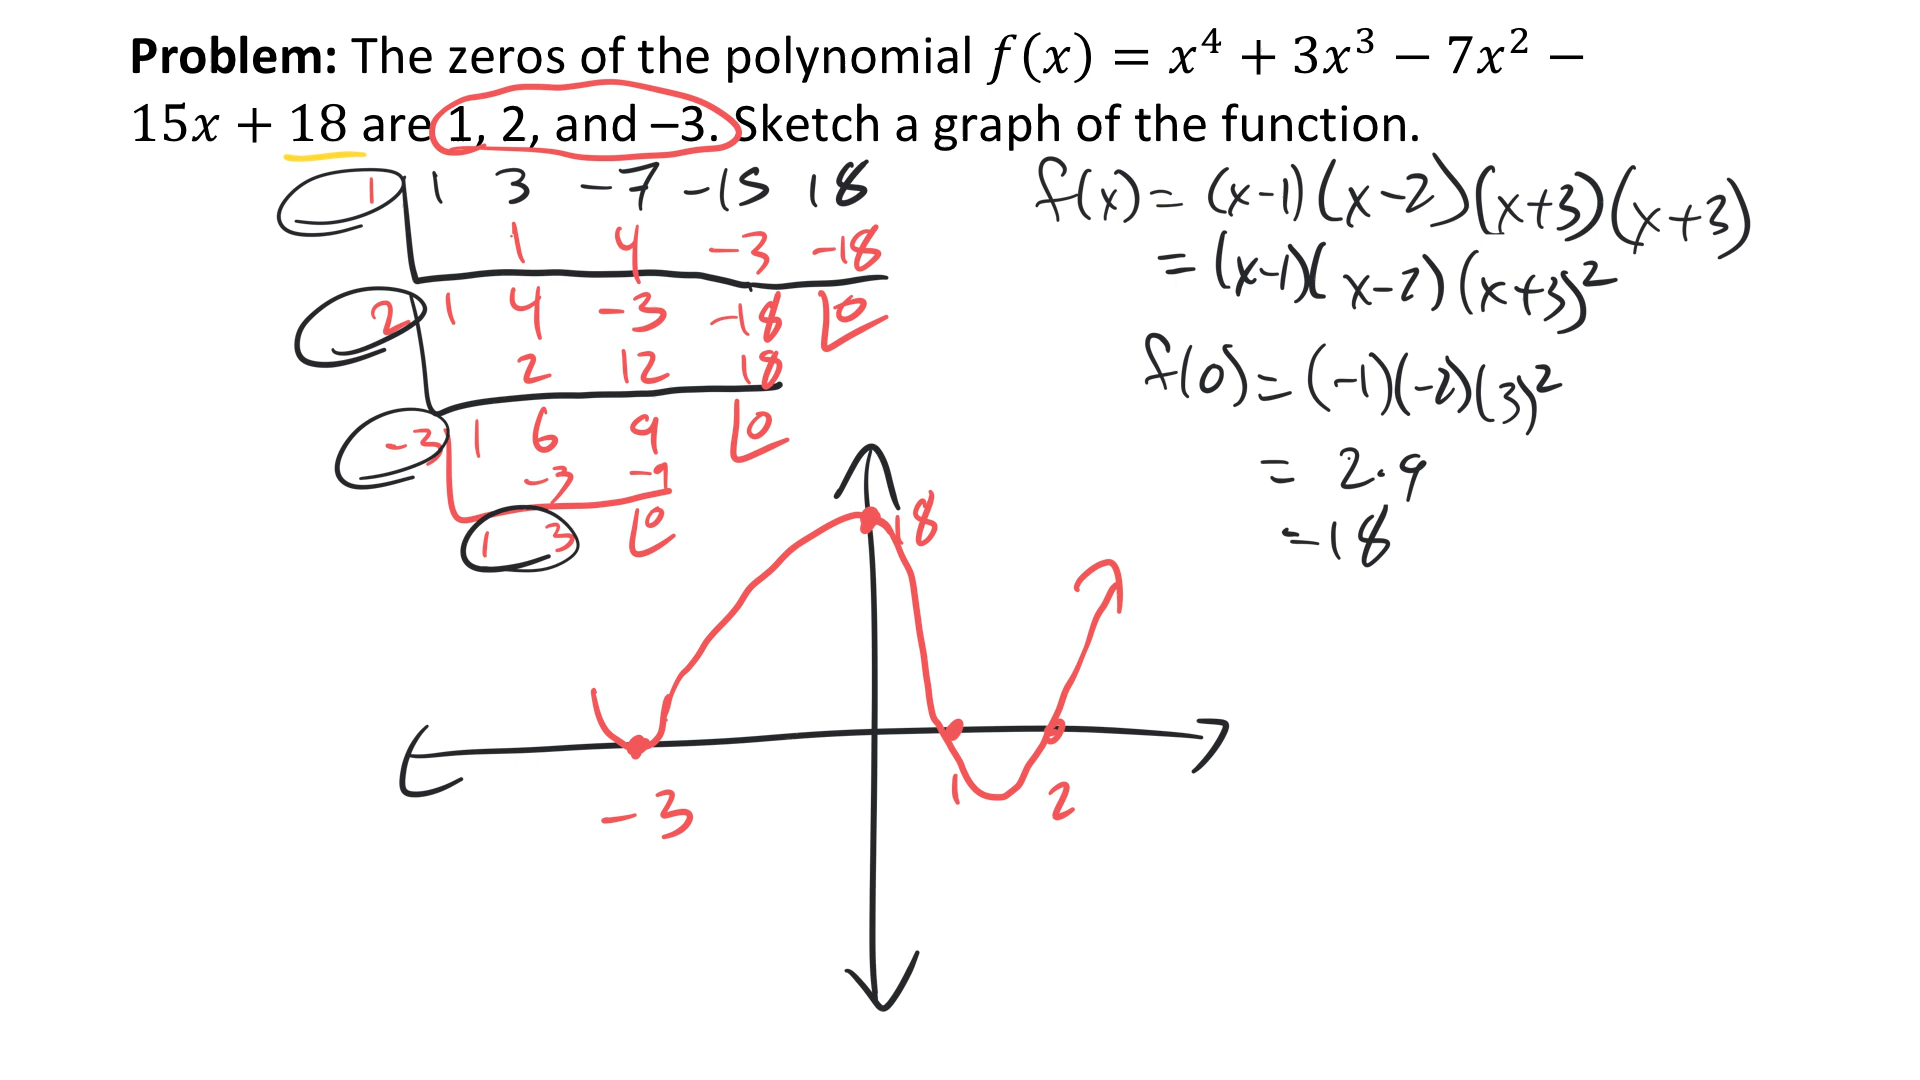 Problem: The zeros of the polynomial f(x) = x⁴ + 3x³ − 7x² −
15x + 18 are 1, 2, and –3. Sketch a graph of the function.
1 1 3 -7 -15 18
1 4 -3 -18
2 1 4 -3 -18 0
2 12 18
-3 1 6 9 0
-3 -9
1 3 0
f(x) = (x-1)(x-2)(x+3)(x+3)
= (x-1)(x-2)(x+3)²
f(0) = (-1)(-2)(3)²
= 2·9
= 18
18
-3 1 2